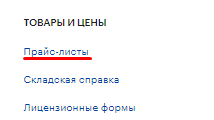 ТОВАРЫ И ЦЕНЫ
Прайс-листы
Складская справка
Лицензионные формы